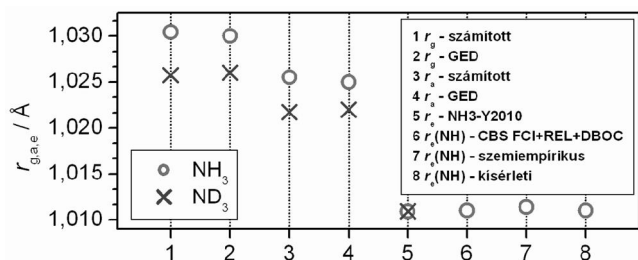 r_g,a,e / Å
1,030
1,025
1,020
1,015
1,010
NH₃
ND₃
1 r_g - számított
2 r_g - GED
3 r_a - számított
4 r_a - GED
5 r_e - NH3-Y2010
6 r_e(NH) - CBS FCI+REL+DBOC
7 r_e(NH) - szemiempírikus
8 r_e(NH) - kísérleti
1 2 3 4 5 6 7 8